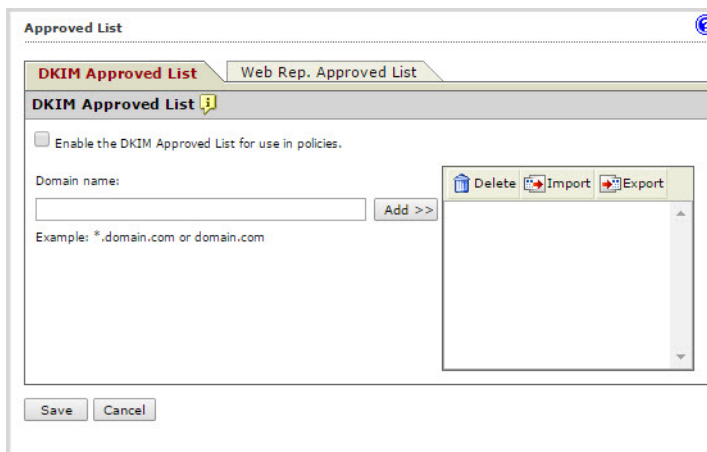 Approved List
DKIM Approved List
Web Rep. Approved List
DKIM Approved List
Enable the DKIM Approved List for use in policies.
Domain name:
Delete Import Export
Add >>
Example: *.domain.com or domain.com
Save Cancel